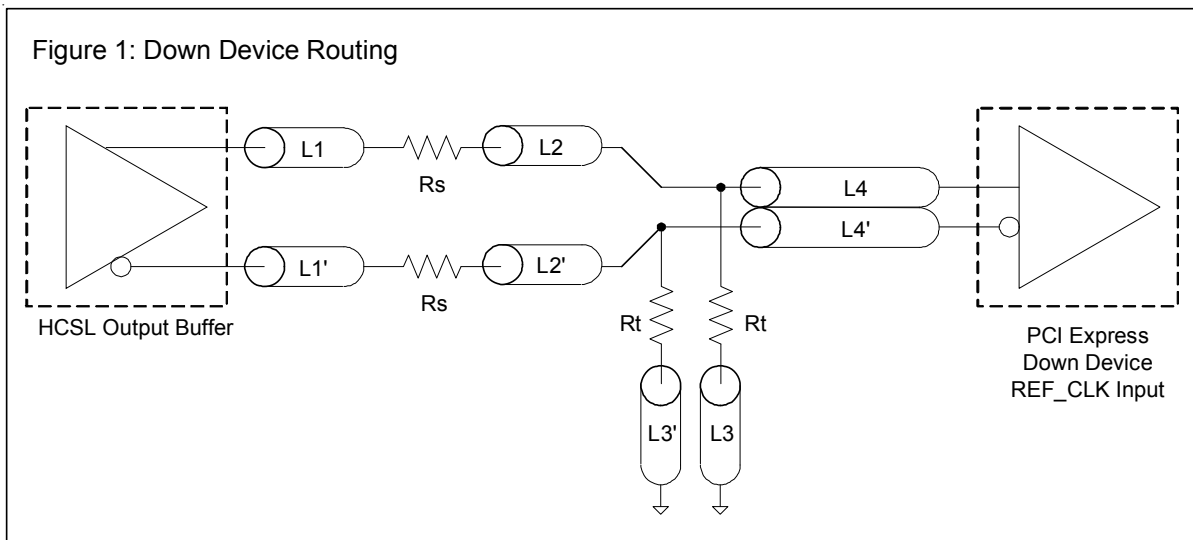 Figure 1: Down Device Routing
L1
Rs
L2
L4
L4'
L1'
Rs
L2'
HCSL Output Buffer
Rt
Rt
L3'
L3
PCI Express
Down Device
REF_CLK Input